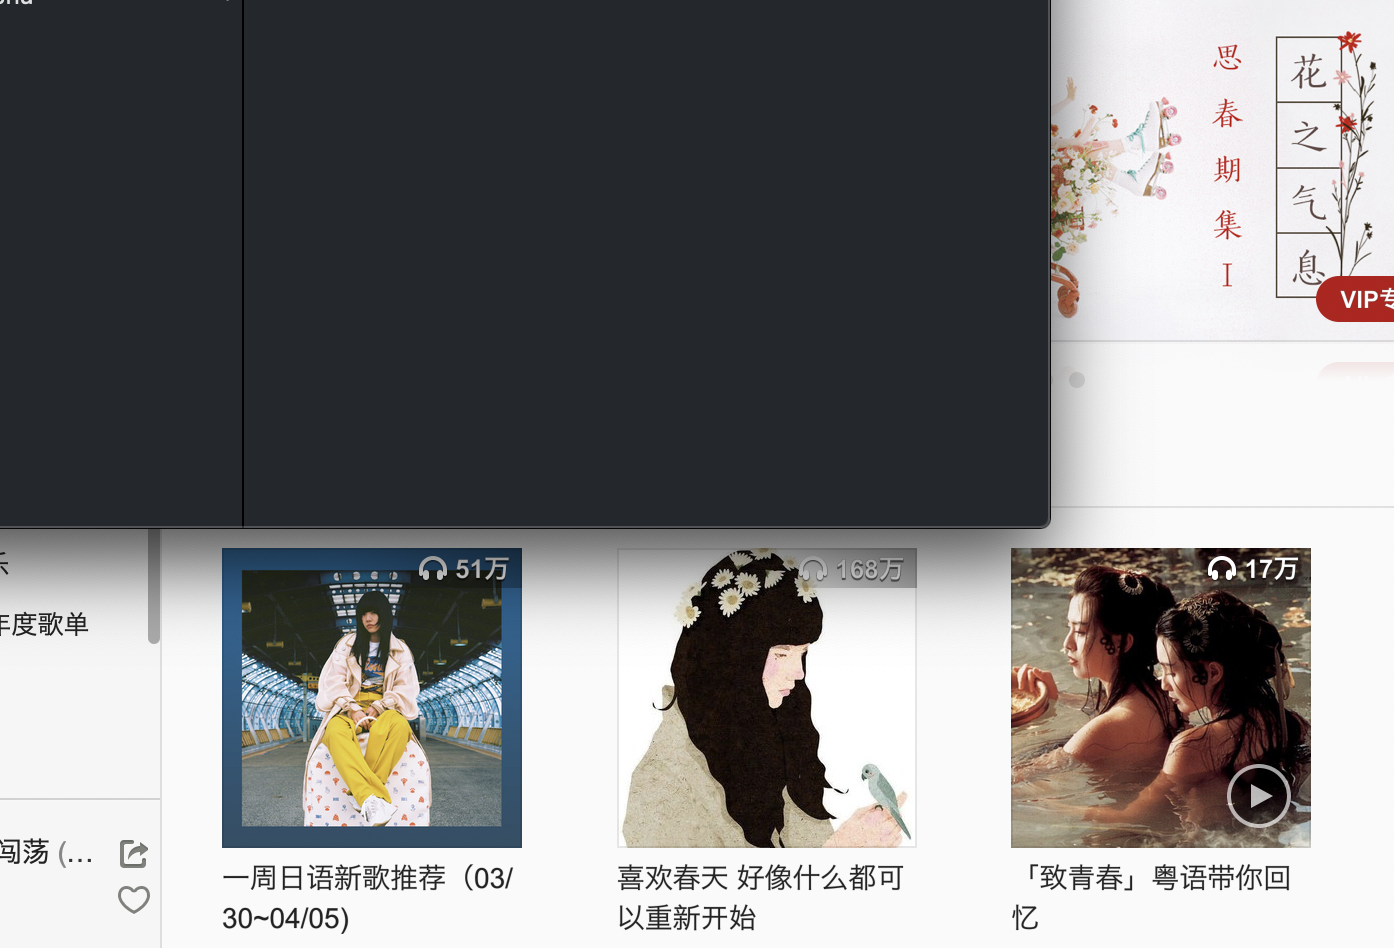 思春期集I
花之气息
VIP专
年度歌单
51万
168万
17万
闯荡 (...
一周日语新歌推荐（03/
30~04/05)
喜欢春天 好像什么都可
以重新开始
「致青春」粤语带你回
忆